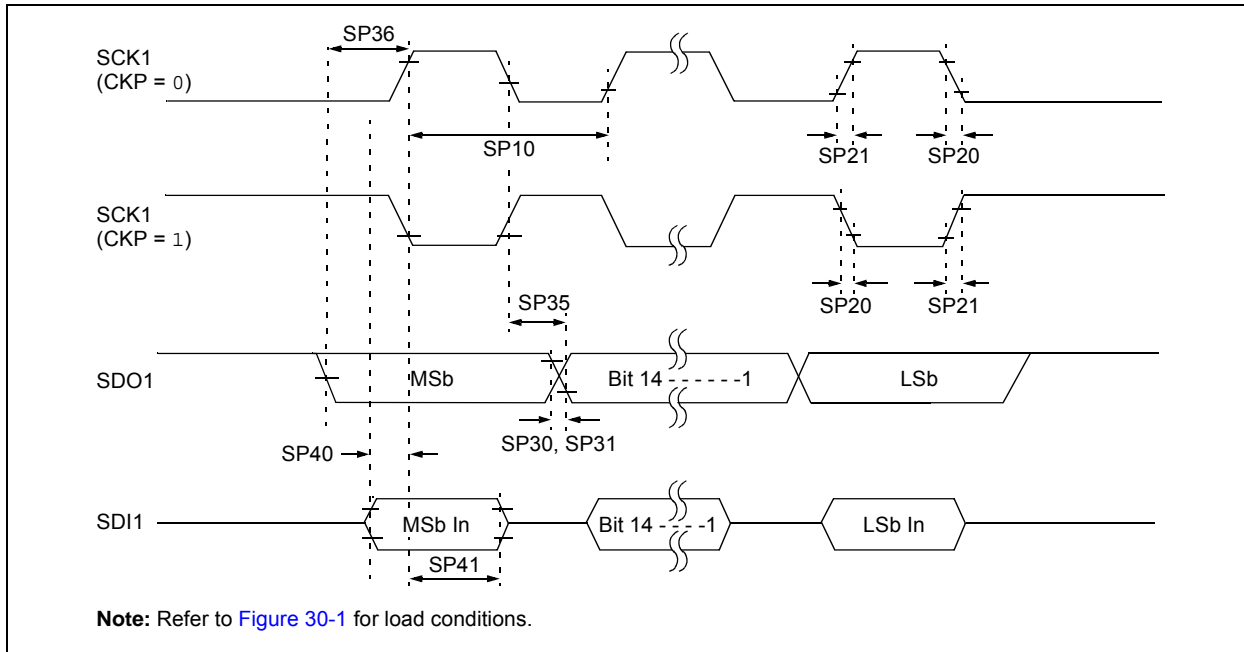 SP36
SCK1
(CKP = 0)
SP10
SP21
SP20
SCK1
(CKP = 1)
SP35
SP20
SP21
SDO1
MSb
Bit 14 - - - - - -1
LSb
SP40
SP30, SP31
SDI1
MSb In
Bit 14 - - - -1
LSb In
SP41
Note: Refer to Figure 30-1 for load conditions.